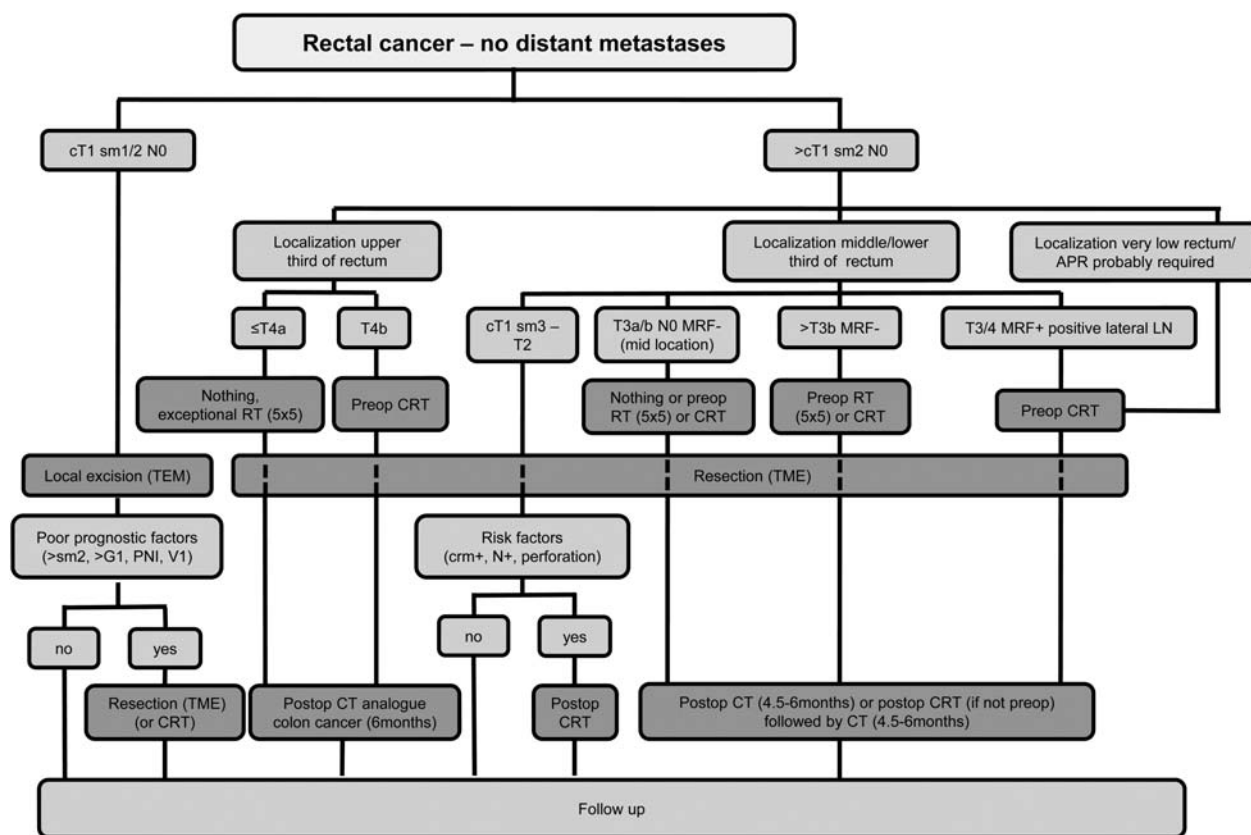 Rectal cancer – no distant metastases
cT1 sm1/2 N0
>cT1 sm2 N0
Localization upper
third of rectum
Localization middle/lower
third of rectum
Localization very low rectum/
APR probably required
≤T4a
T4b
cT1 sm3 –
T2
T3a/b N0 MRF-
(mid location)
>T3b MRF-
T3/4 MRF+ positive lateral LN
Nothing,
exceptional RT (5x5)
Preop CRT
Nothing or preop
RT (5x5) or CRT
Preop RT
(5x5) or CRT
Preop CRT
Local excision (TEM)
Resection (TME)
Poor prognostic factors
(>sm2, >G1, PNI, V1)
Risk factors
(crm+, N+, perforation)
no
yes
no
yes
Resection (TME)
(or CRT)
Postop CT analogue
colon cancer (6months)
Postop
CRT
Postop CT (4.5-6months) or postop CRT (if not preop)
followed by CT (4.5-6months)
Follow up